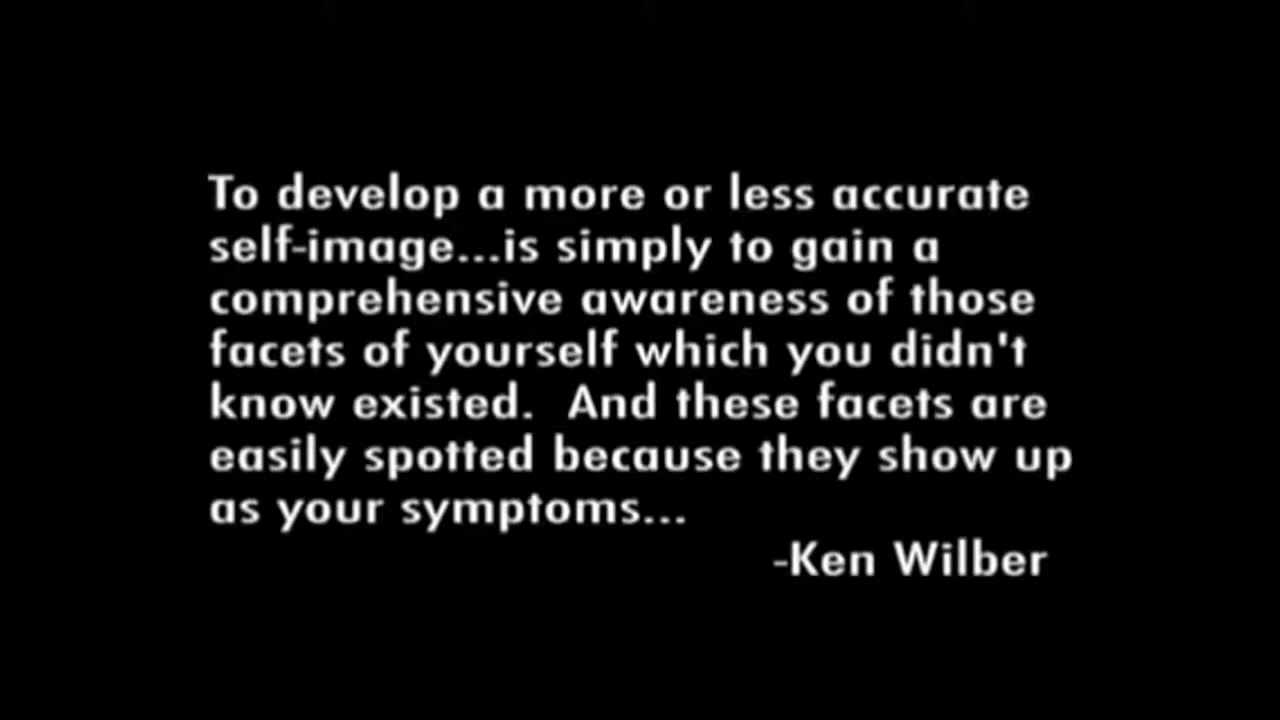 To develop a more or less accurate
self-image...is simply to gain a
comprehensive awareness of those
facets of yourself which you didn't
know existed.  And these facets are
easily spotted because they show up
as your symptoms...
-Ken Wilber